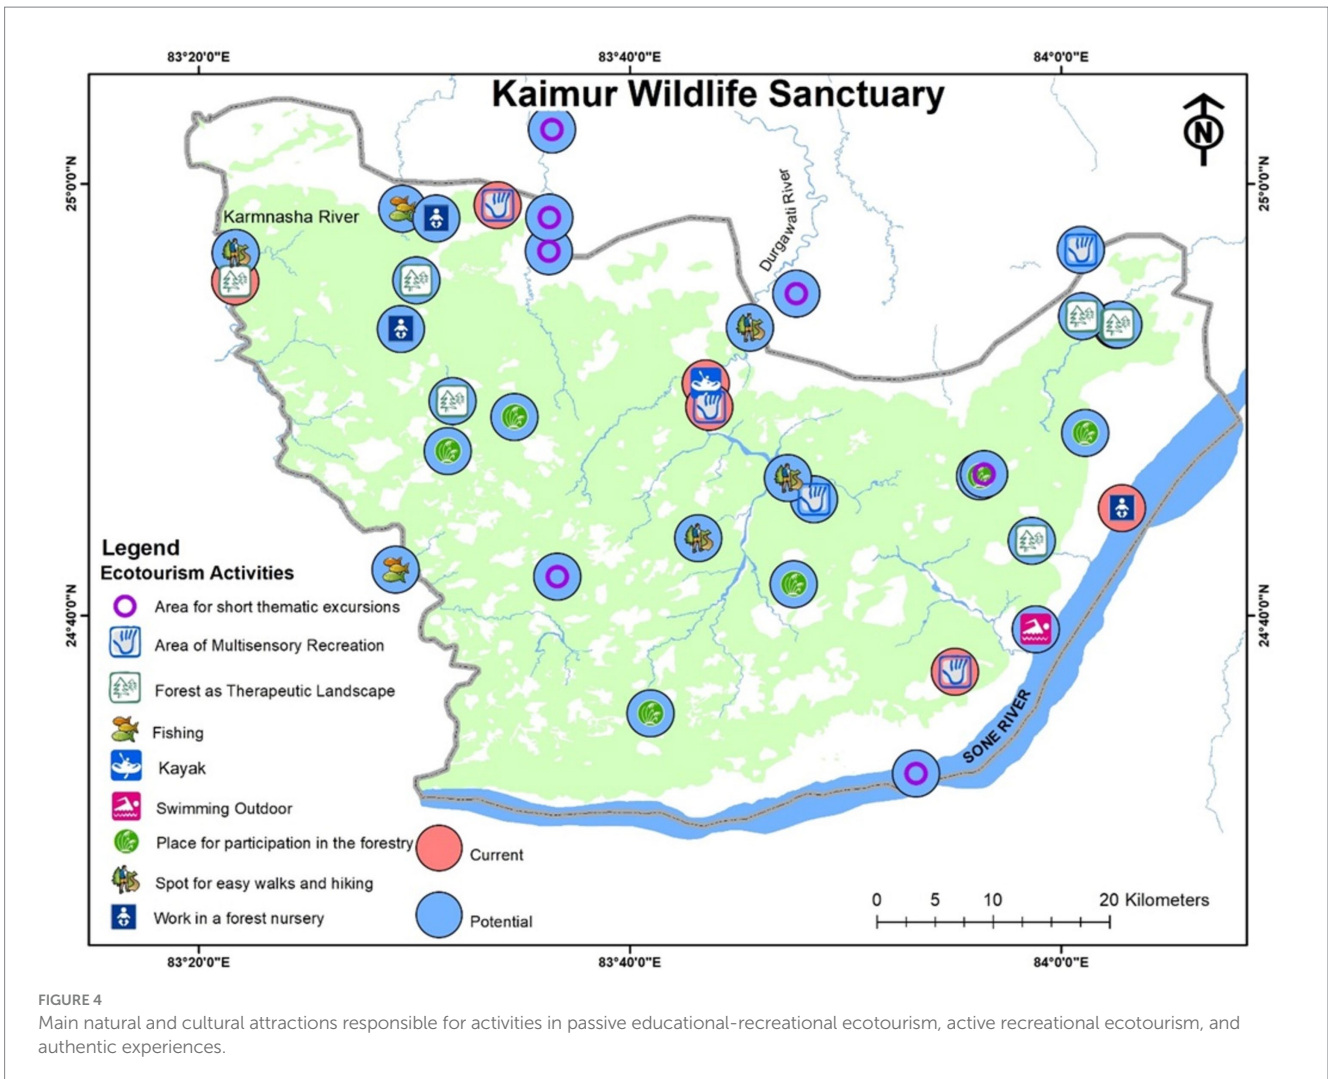 83°20'0"E
83°40'0"E
84°0'0"E
Kaimur Wildlife Sanctuary
N
25°0'0"N
25°0'0"N
Karmnasha River
Durgawati River
Legend
Ecotourism Activities
Area for short thematic excursions
Area of Multisensory Recreation
Forest as Therapeutic Landscape
Fishing
Kayak
Swimming Outdoor
Place for participation in the forestry
Spot for easy walks and hiking
Work in a forest nursery
Current
Potential
24°40'0"N
24°40'0"N
SONE RIVER
0 5 10 20 Kilometers
83°20'0"E
83°40'0"E
84°0'0"E
FIGURE 4
Main natural and cultural attractions responsible for activities in passive educational-recreational ecotourism, active recreational ecotourism, and
authentic experiences.